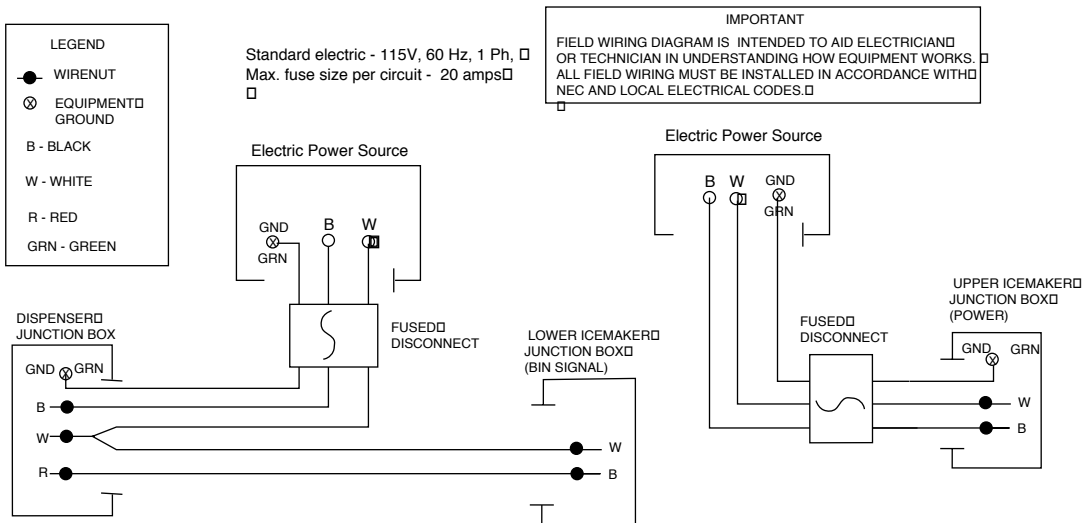 LEGEND
WIRENUT
EQUIPMENT□
GROUND
B - BLACK
W - WHITE
R - RED
GRN - GREEN
Standard electric - 115V, 60 Hz, 1 Ph, □
Max. fuse size per circuit - 20 amps□
□
IMPORTANT
FIELD WIRING DIAGRAM IS INTENDED TO AID ELECTRICIAN□
OR TECHNICIAN IN UNDERSTANDING HOW EQUIPMENT WORKS. □
ALL FIELD WIRING MUST BE INSTALLED IN ACCORDANCE WITH□
NEC AND LOCAL ELECTRICAL CODES.□
□
Electric Power Source
GND
GRN
B
W
FUSED□
DISCONNECT
Electric Power Source
B
W
GND
GRN
FUSED□
DISCONNECT
DISPENSER□
JUNCTION BOX
GND GRN
B
W
R
LOWER ICEMAKER□
JUNCTION BOX□
(BIN SIGNAL)
W
B
UPPER ICEMAKER□
JUNCTION BOX□
(POWER)
GND GRN
W
B